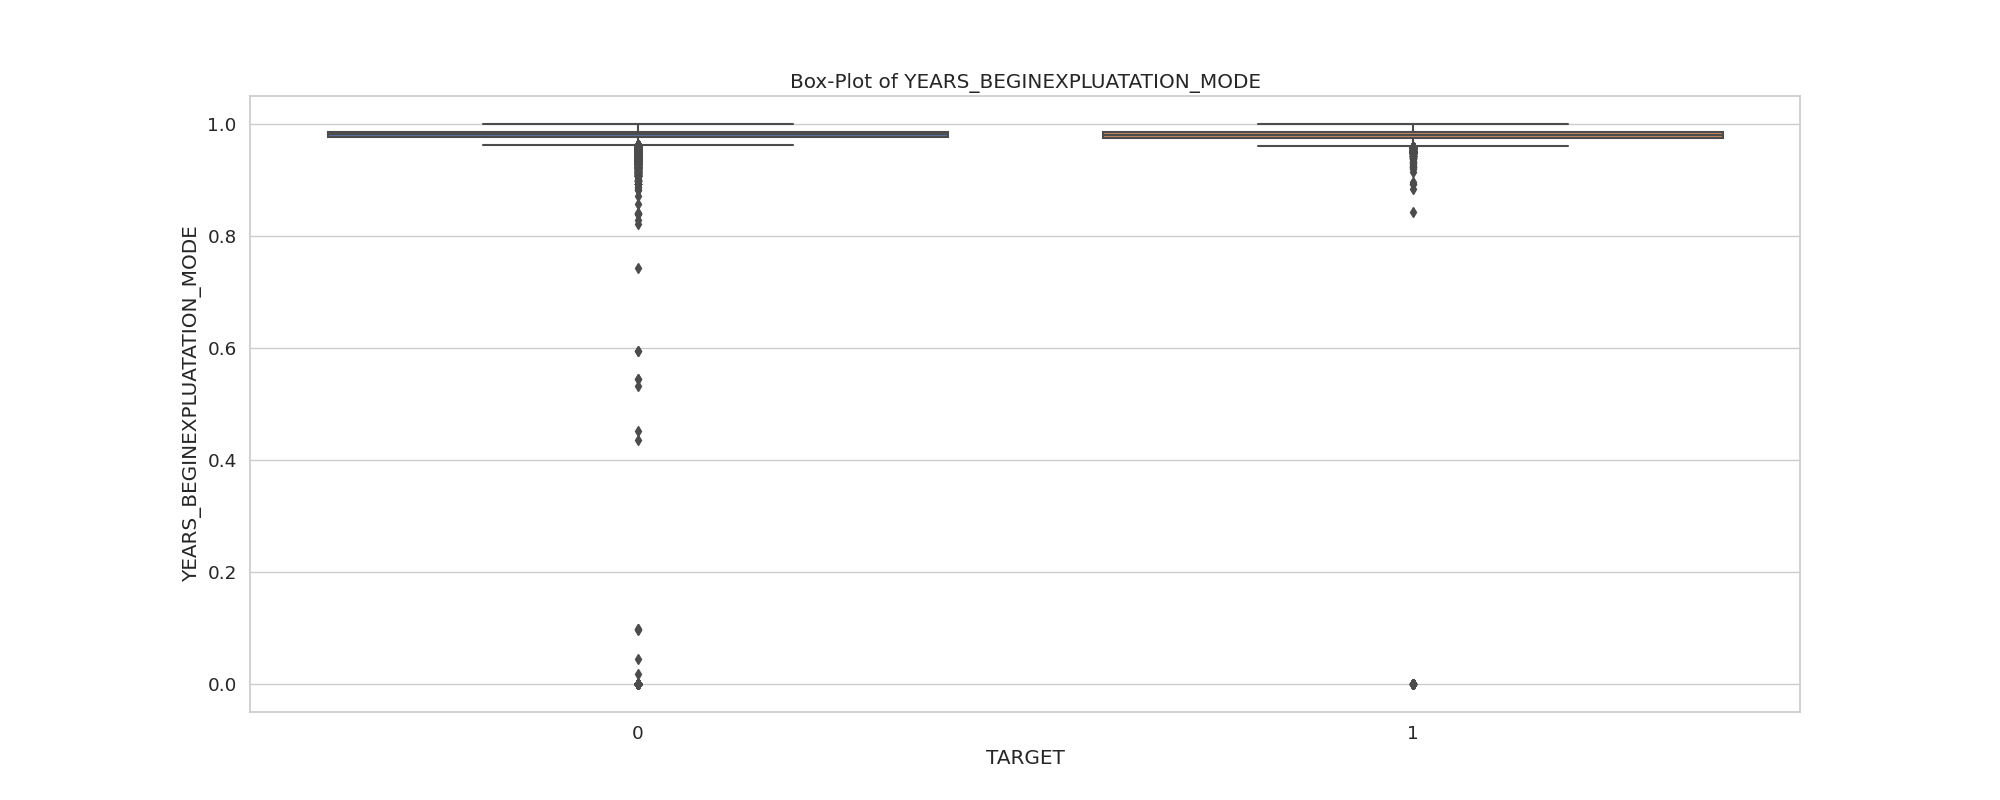 Box-Plot of YEARS_BEGINEXPLUATATION_MODE
YEARS_BEGINEXPLUATATION_MODE
1.0
0.8
0.6
0.4
0.2
0.0
0 1
TARGET